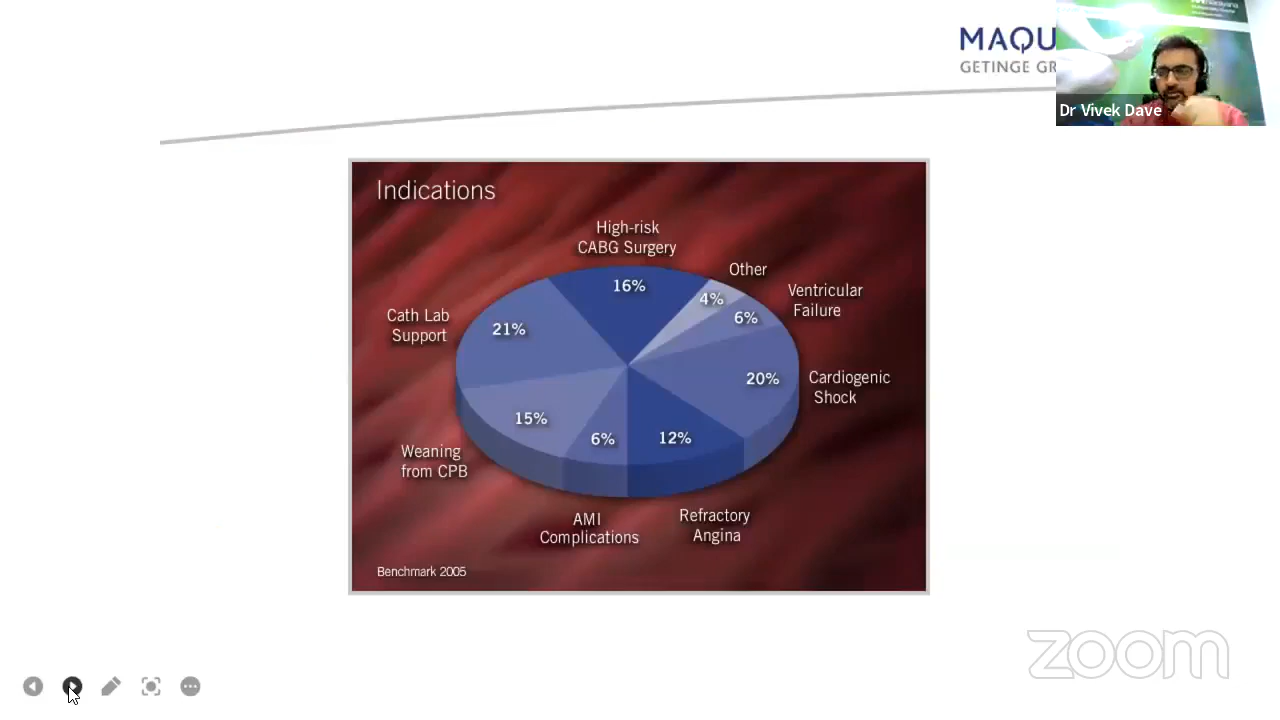 MAQU
GETINGE GR
Dr Vivek Dave
Indications
High-risk
CABG Surgery
16%
Other
4%
Ventricular
Failure
6%
Cath Lab
Support
21%
Cardiogenic
Shock
20%
15%
6%
12%
Weaning
from CPB
AMI
Complications
Refractory
Angina
Benchmark 2005
zoom